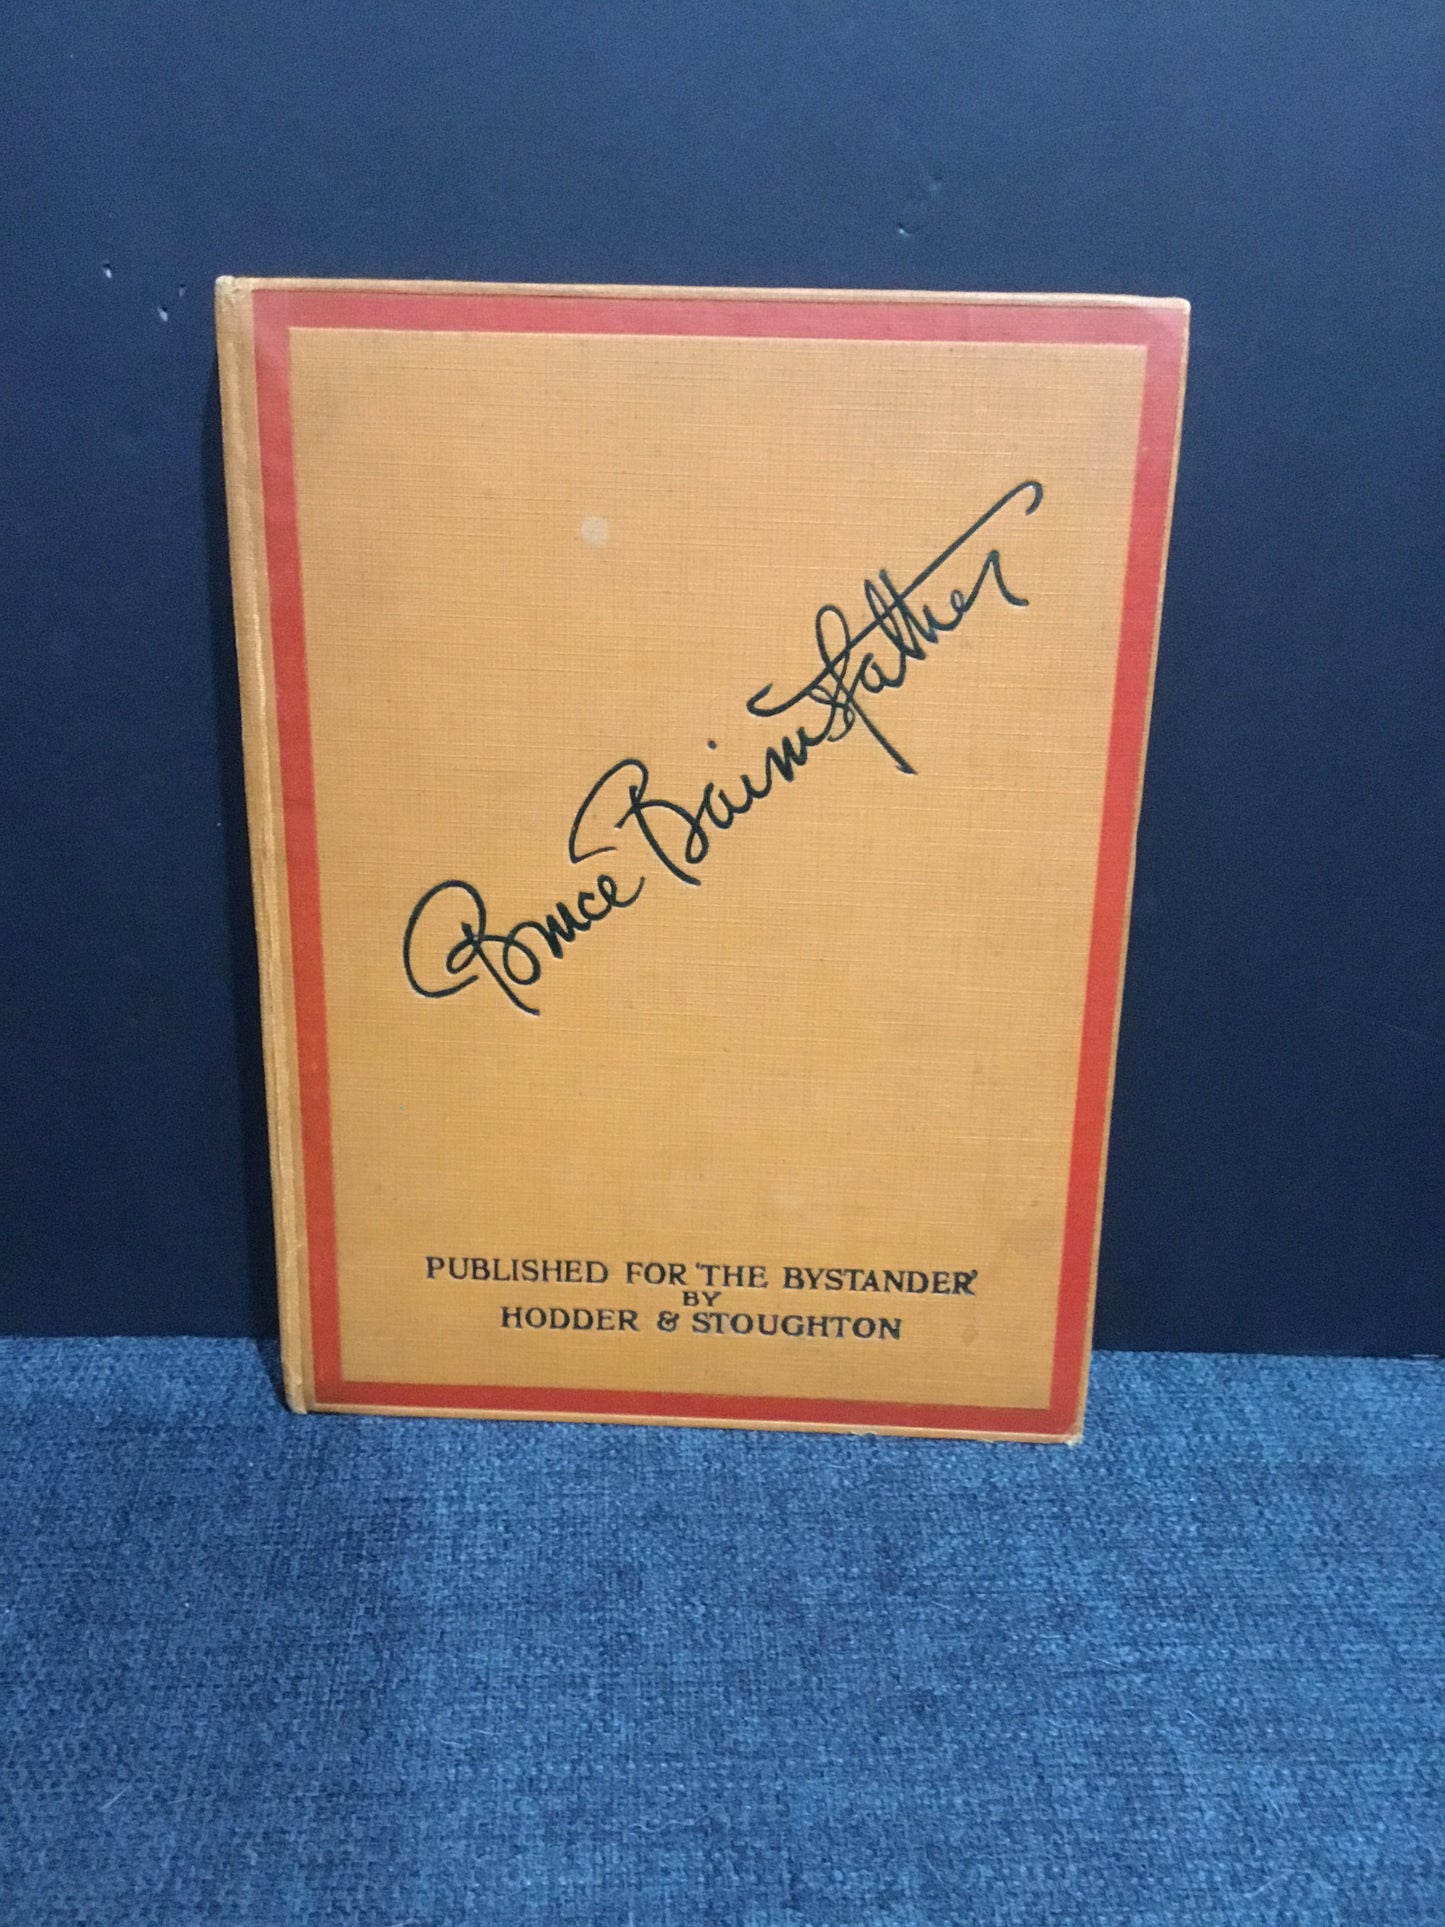 Bruce Bairnsfather
PUBLISHED FOR 'THE BYSTANDER'
BY
HODDER & STOUGHTON